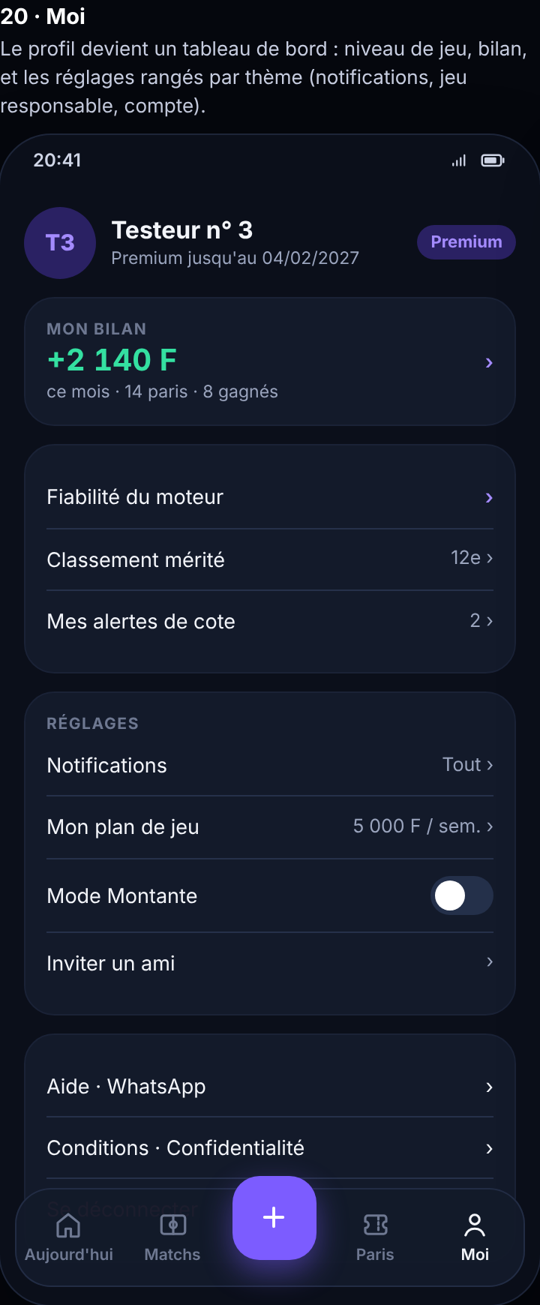 20 · Moi
Le profil devient un tableau de bord : niveau de jeu, bilan,
et les réglages rangés par thème (notifications, jeu
responsable, compte).
20:41
T3
Testeur n° 3
Premium jusqu'au 04/02/2027
Premium
MON BILAN
+2 140 F
ce mois · 14 paris · 8 gagnés
›
Fiabilité du moteur ›
Classement mérité 12e ›
Mes alertes de cote 2 ›
RÉGLAGES
Notifications Tout ›
Mon plan de jeu 5 000 F / sem. ›
Mode Montante
Inviter un ami ›
Aide · WhatsApp ›
Conditions · Confidentialité ›
Se déconnecter
+
Aujourd'hui Matchs Paris Moi